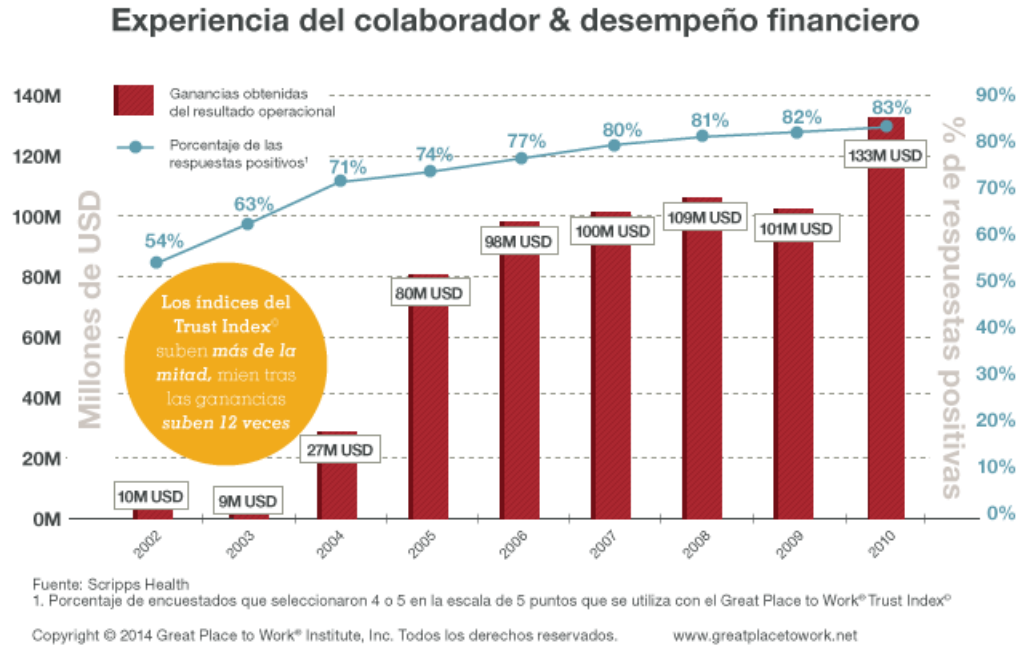 Experiencia del colaborador & desempeño financiero
140M
120M
100M
80M
60M
40M
20M
0M
Millones de USD
Ganancias obtenidas
del resultado operacional
Porcentaje de las
respuestas positivos¹
54%
63%
71%
74%
77%
80%
81%
82%
83%
10M USD
9M USD
27M USD
80M USD
98M USD
100M USD
109M USD
101M USD
133M USD
Los índices del
Trust Index◊
suben más de la
mitad, mien tras
las ganancias
suben 12 veces
90%
80%
70%
60%
50%
40%
30%
20%
10%
0%
% de respuestas positivas
2002
2003
2004
2005
2006
2007
2008
2009
2010
Fuente: Scripps Health
1. Porcentaje de encuestados que seleccionaron 4 o 5 en la escala de 5 puntos que se utiliza con el Great Place to Work® Trust Index©
Copyright © 2014 Great Place to Work® Institute, Inc. Todos los derechos reservados. www.greatplacetowork.net